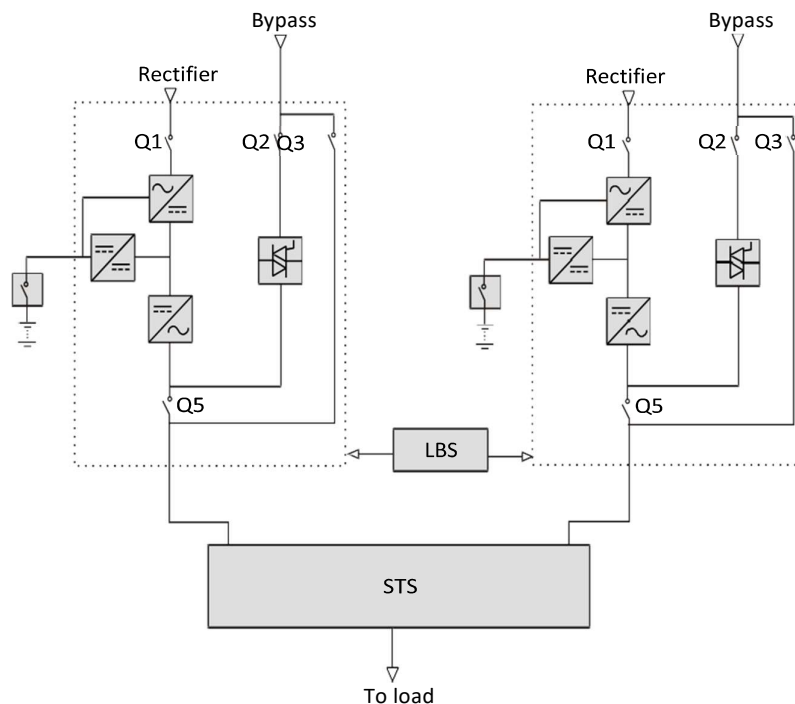 Bypass
Rectifier
Q1
Q2 Q3
Q5
Bypass
Rectifier
Q1
Q2
Q3
Q5
LBS
STS
To load